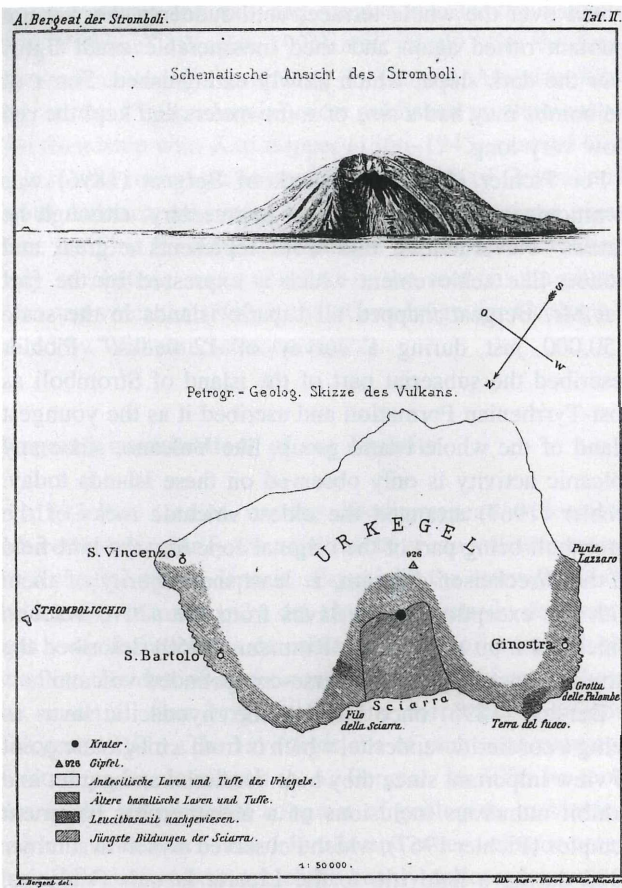 A. Bergeat der Stromboli.
Taf. II.
Schematische Ansicht des Stromboli.
S
O
W
N
Petrogr.- Geolog. Skizze des Vulkans.
URKEGEL
926
S. Vincenzo
Punta Lazzaro
STROMBOLICCHIO
S. Bartolo
Ginostra
Grotta delle Palombe
Sciarra
Filo della Sciarra.
Terra del fuoco.
Krater.
926 Gipfel.
Andesitische Laven und Tuffe des Urkegels.
Ältere basaltische Laven und Tuffe.
Leuzitbasalt nachgewiesen.
Jüngste Bildungen der Sciarra.
1: 50000.
A. Bergeat del.
Lith. Anst. v. Hubert Köhler, München